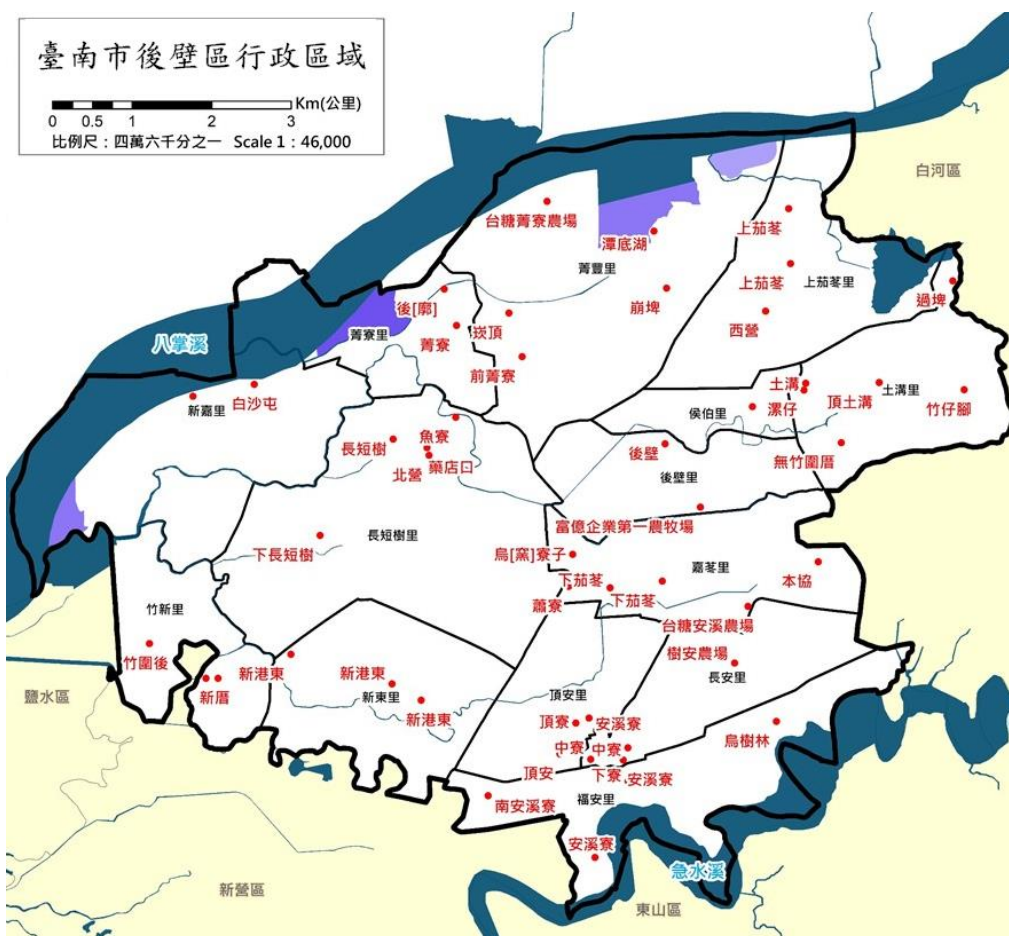 臺南市後壁區行政區域
Km(公里)
0 0.5 1 2 3
比例尺：四萬六千分之一 Scale 1：46,000
白河區
台糖菁寮農場
上茄苳
潭底湖
菁豐里
上茄苳
上茄苳里
過埤
後[廓]
崁頂
崩埤
西營
八掌溪
菁寮里
菁寮
前菁寮
白沙屯
新嘉里
土溝
漯仔
頂土溝
土溝里
竹仔腳
侯伯里
魚寮
長短樹
北營
藥店口
後壁
後壁里
無竹圍厝
富億企業第一農牧場
長短樹里
下長短樹
烏[窯]寮子
嘉苳里
本協
下茄苳
下茄苳
蕭寮
台糖安溪農場
竹新里
竹圍後
樹安農場
長安里
新厝
新港東
新港東
新東里
新港東
鹽水區
頂安里
頂寮
安溪寮
烏樹林
中寮
中寮
頂安
下寮
安溪寮
南安溪寮
福安里
安溪寮
急水溪
新營區
東山區